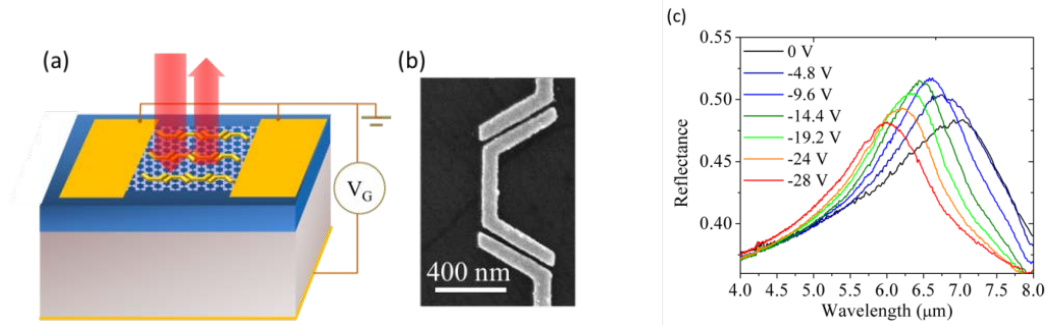 (a)
V_G
(b)
400 nm
(c)
0.55
0.50
0.45
0.40
Reflectance
0 V
-4.8 V
-9.6 V
-14.4 V
-19.2 V
-24 V
-28 V
4.0 4.5 5.0 5.5 6.0 6.5 7.0 7.5 8.0
Wavelength (μm)